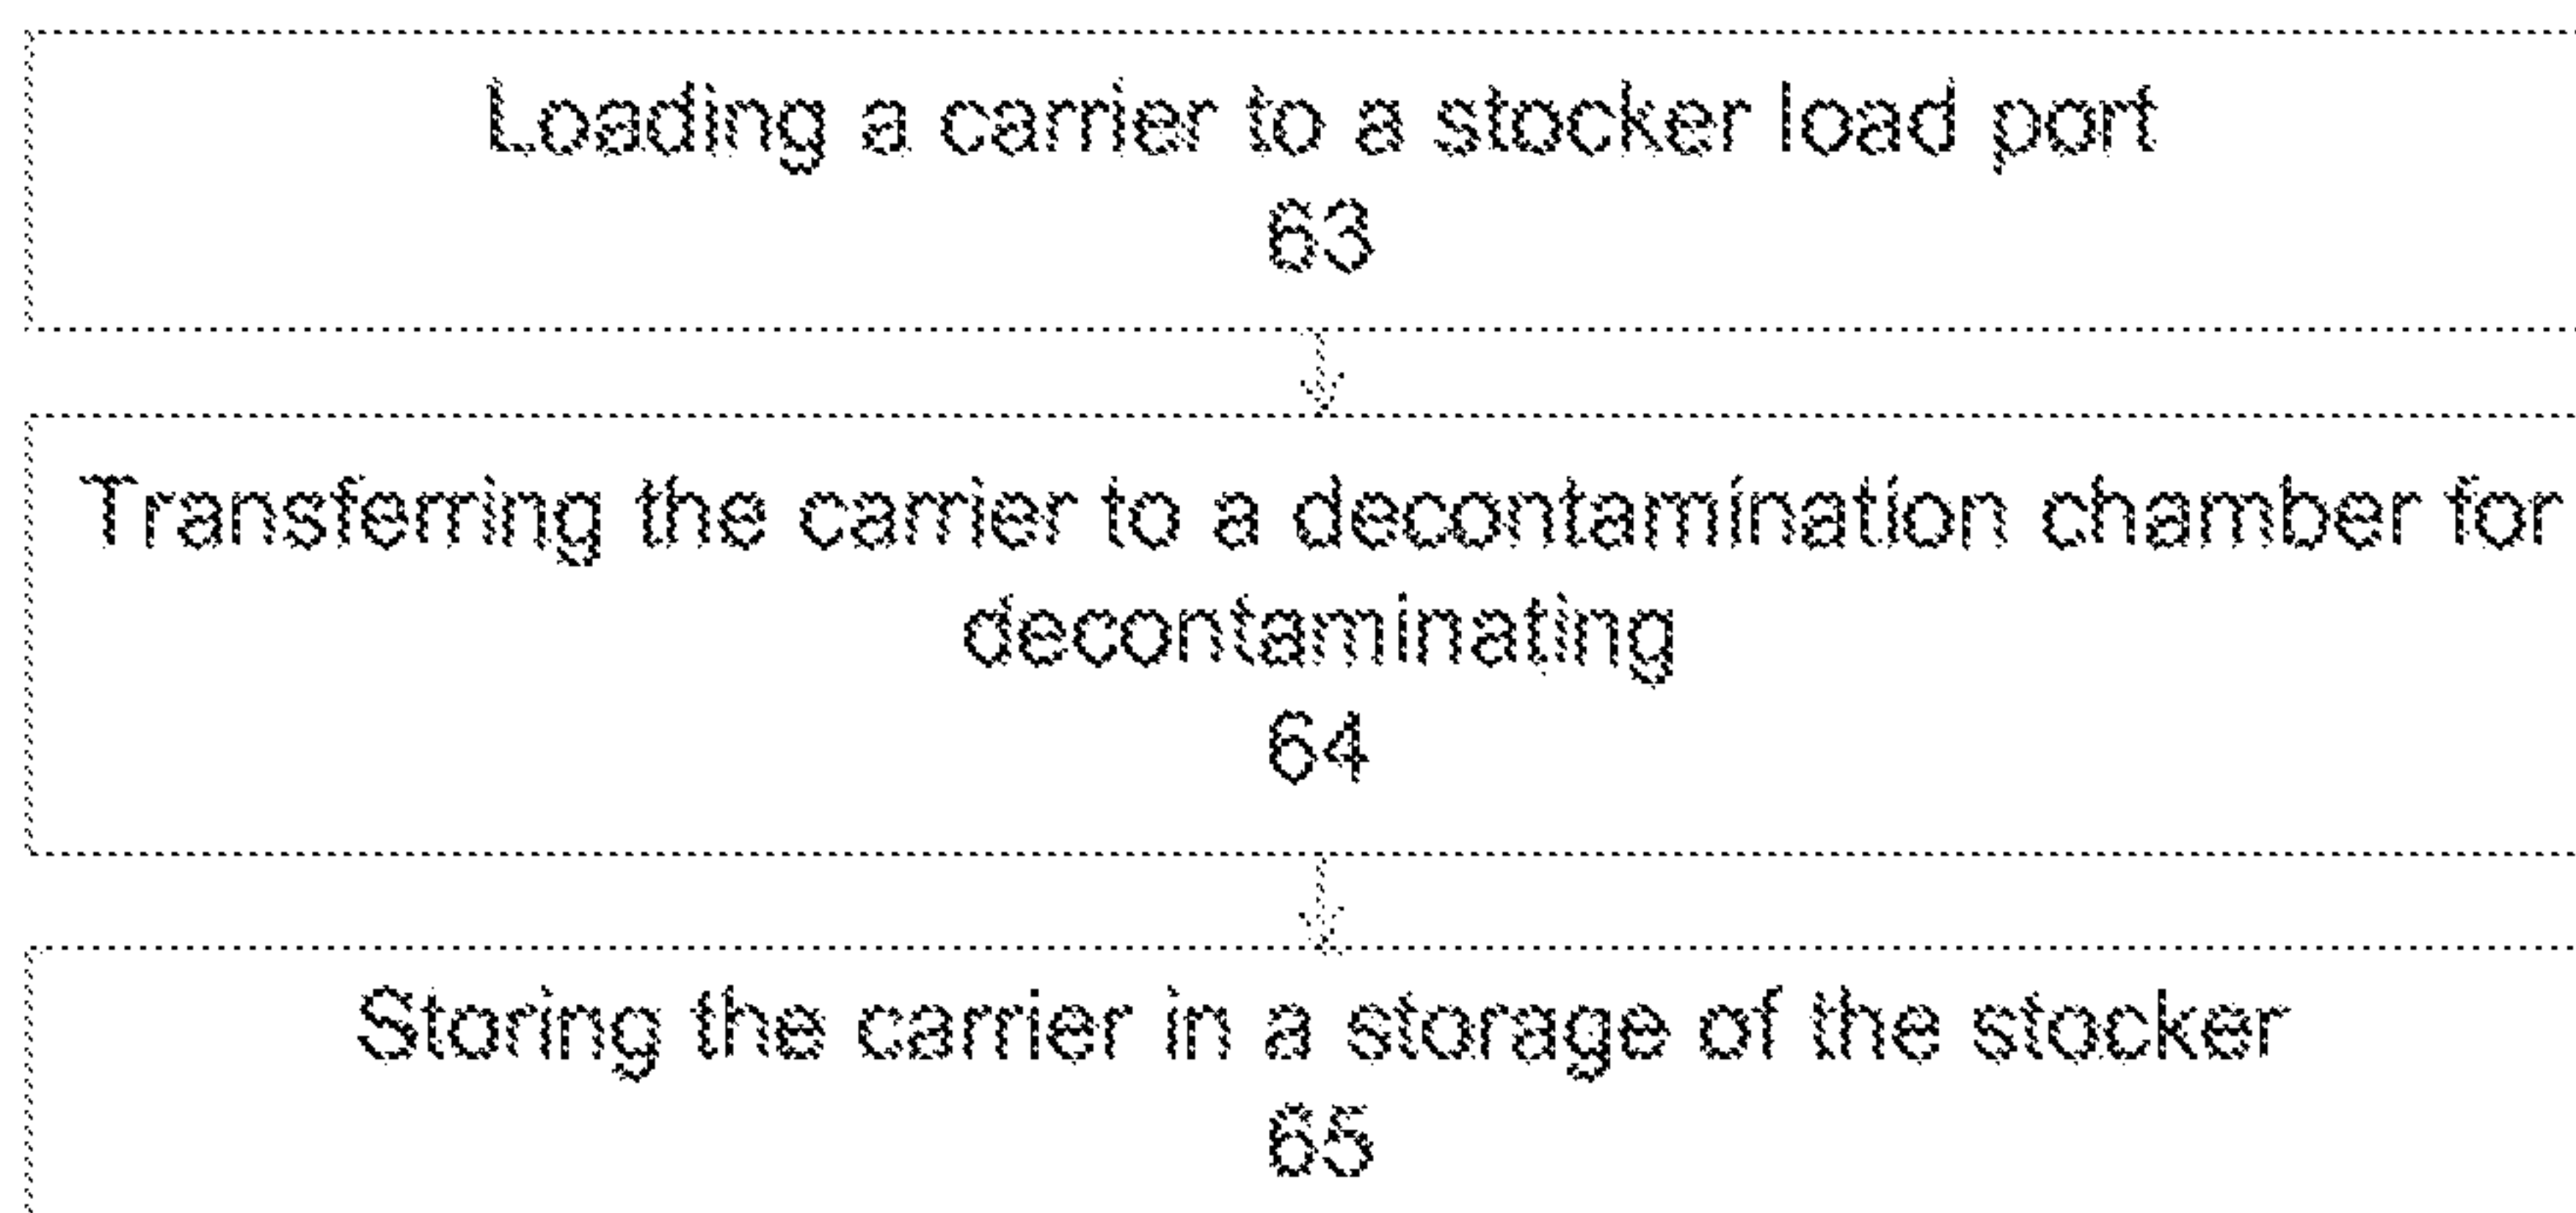 Loading a carrier to a stocker load port
63
Transferring the carrier to a decontamination chamber for
decontaminating
64
Storing the carrier in a storage of the stocker
65